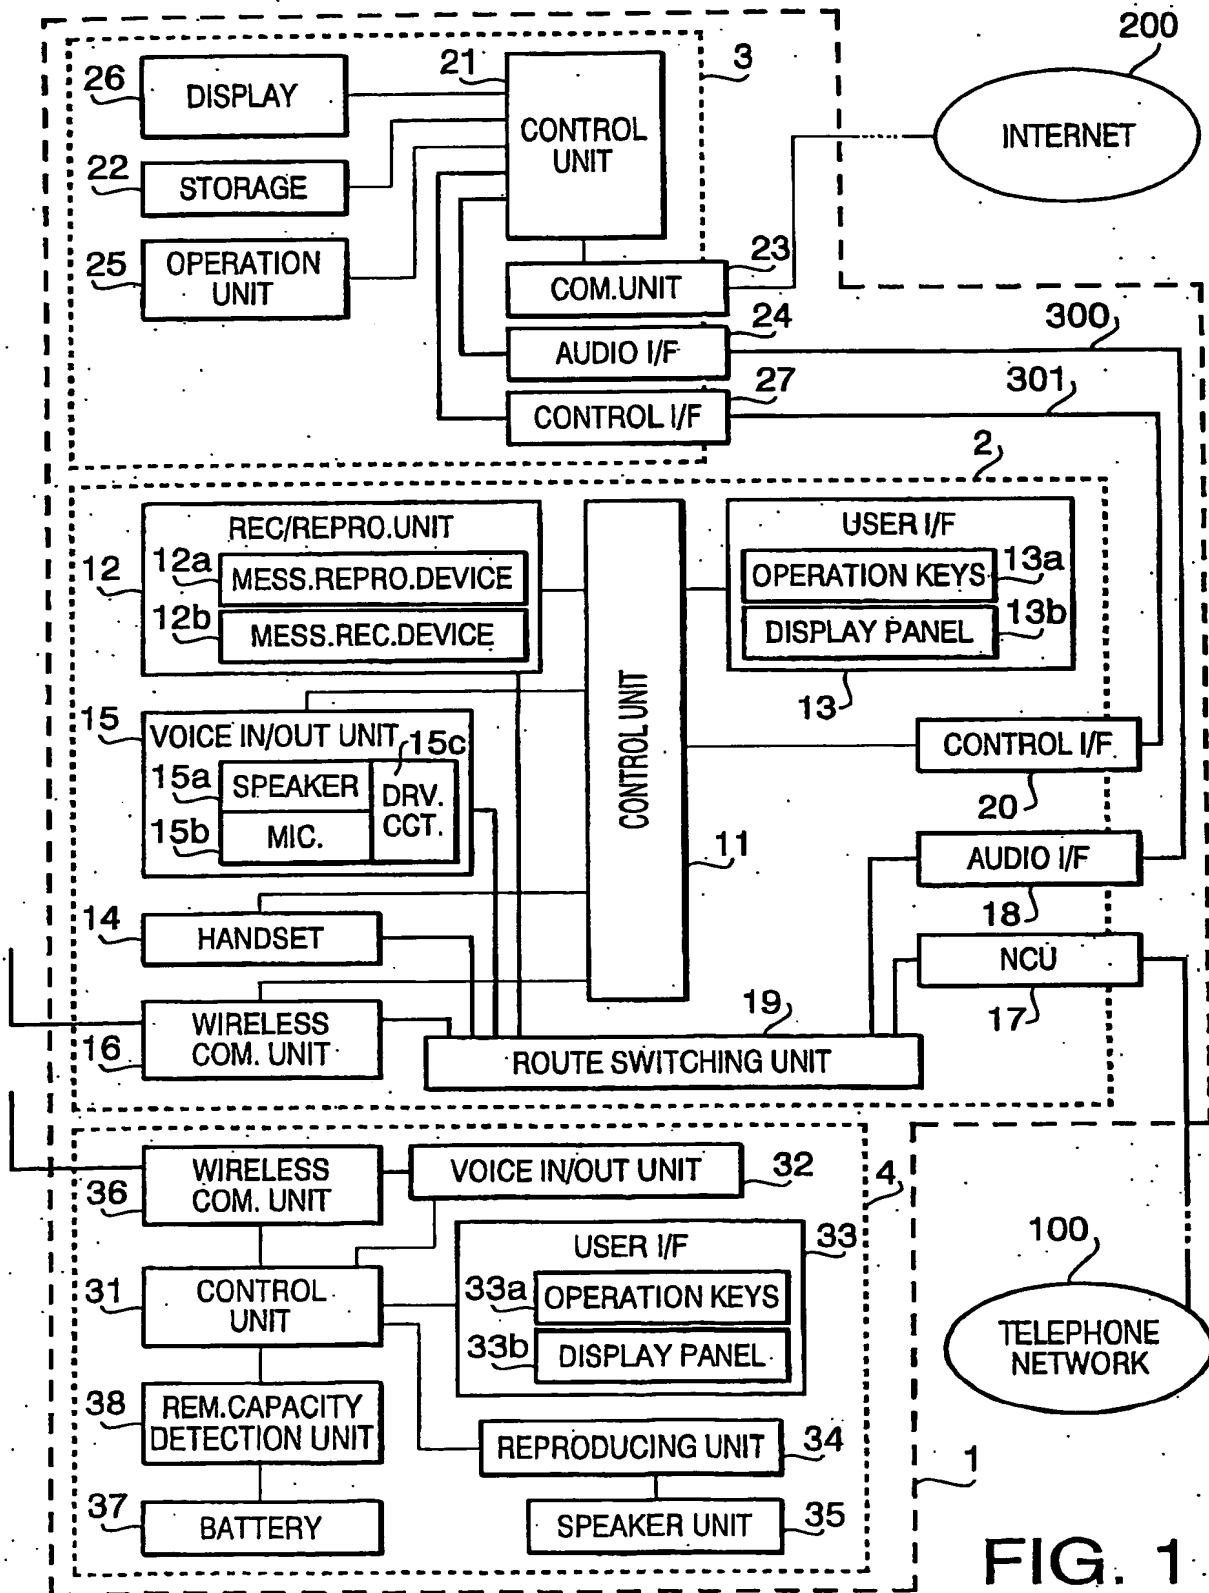 200
3
21
26
DISPLAY
CONTROL
UNIT
INTERNET
22
STORAGE
25
OPERATION
UNIT
23
COM.UNIT
24
AUDIO I/F
300
27
CONTROL I/F
301
2
REC/REPRO.UNIT
12
12a
MESS.REPRO.DEVICE
12b
MESS.REC.DEVICE
USER I/F
OPERATION KEYS
13a
DISPLAY PANEL
13b
13
CONTROL UNIT
11
15
VOICE IN/OUT UNIT
15c
15a
SPEAKER
DRV.
CCT.
15b
MIC.
CONTROL I/F
20
AUDIO I/F
18
14
HANDSET
NCU
17
16
WIRELESS
COM. UNIT
19
ROUTE SWITCHING UNIT
36
WIRELESS
COM. UNIT
VOICE IN/OUT UNIT
32
4
33
USER I/F
33a
OPERATION KEYS
33b
DISPLAY PANEL
31
CONTROL
UNIT
100
TELEPHONE
NETWORK
38
REM.CAPACITY
DETECTION UNIT
REPRODUCING UNIT
34
1
37
BATTERY
SPEAKER UNIT
35
FIG. 1